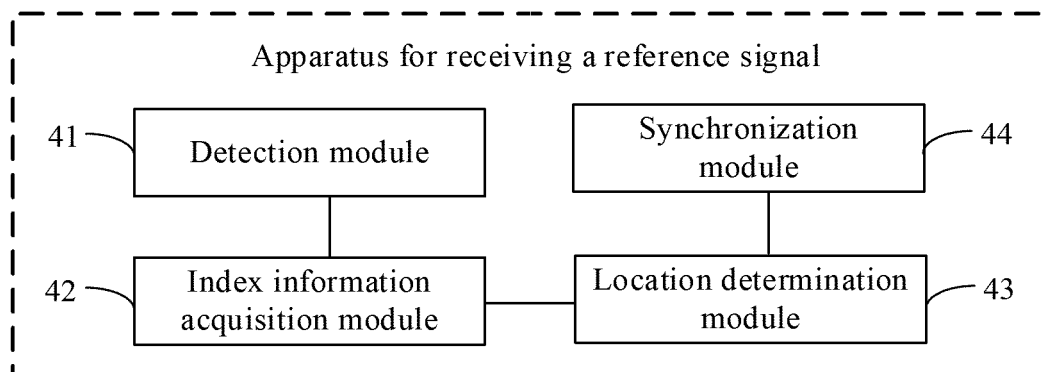 Apparatus for receiving a reference signal
41
Detection module
Synchronization
module
44
42
Index information
acquisition module
Location determination
module
43